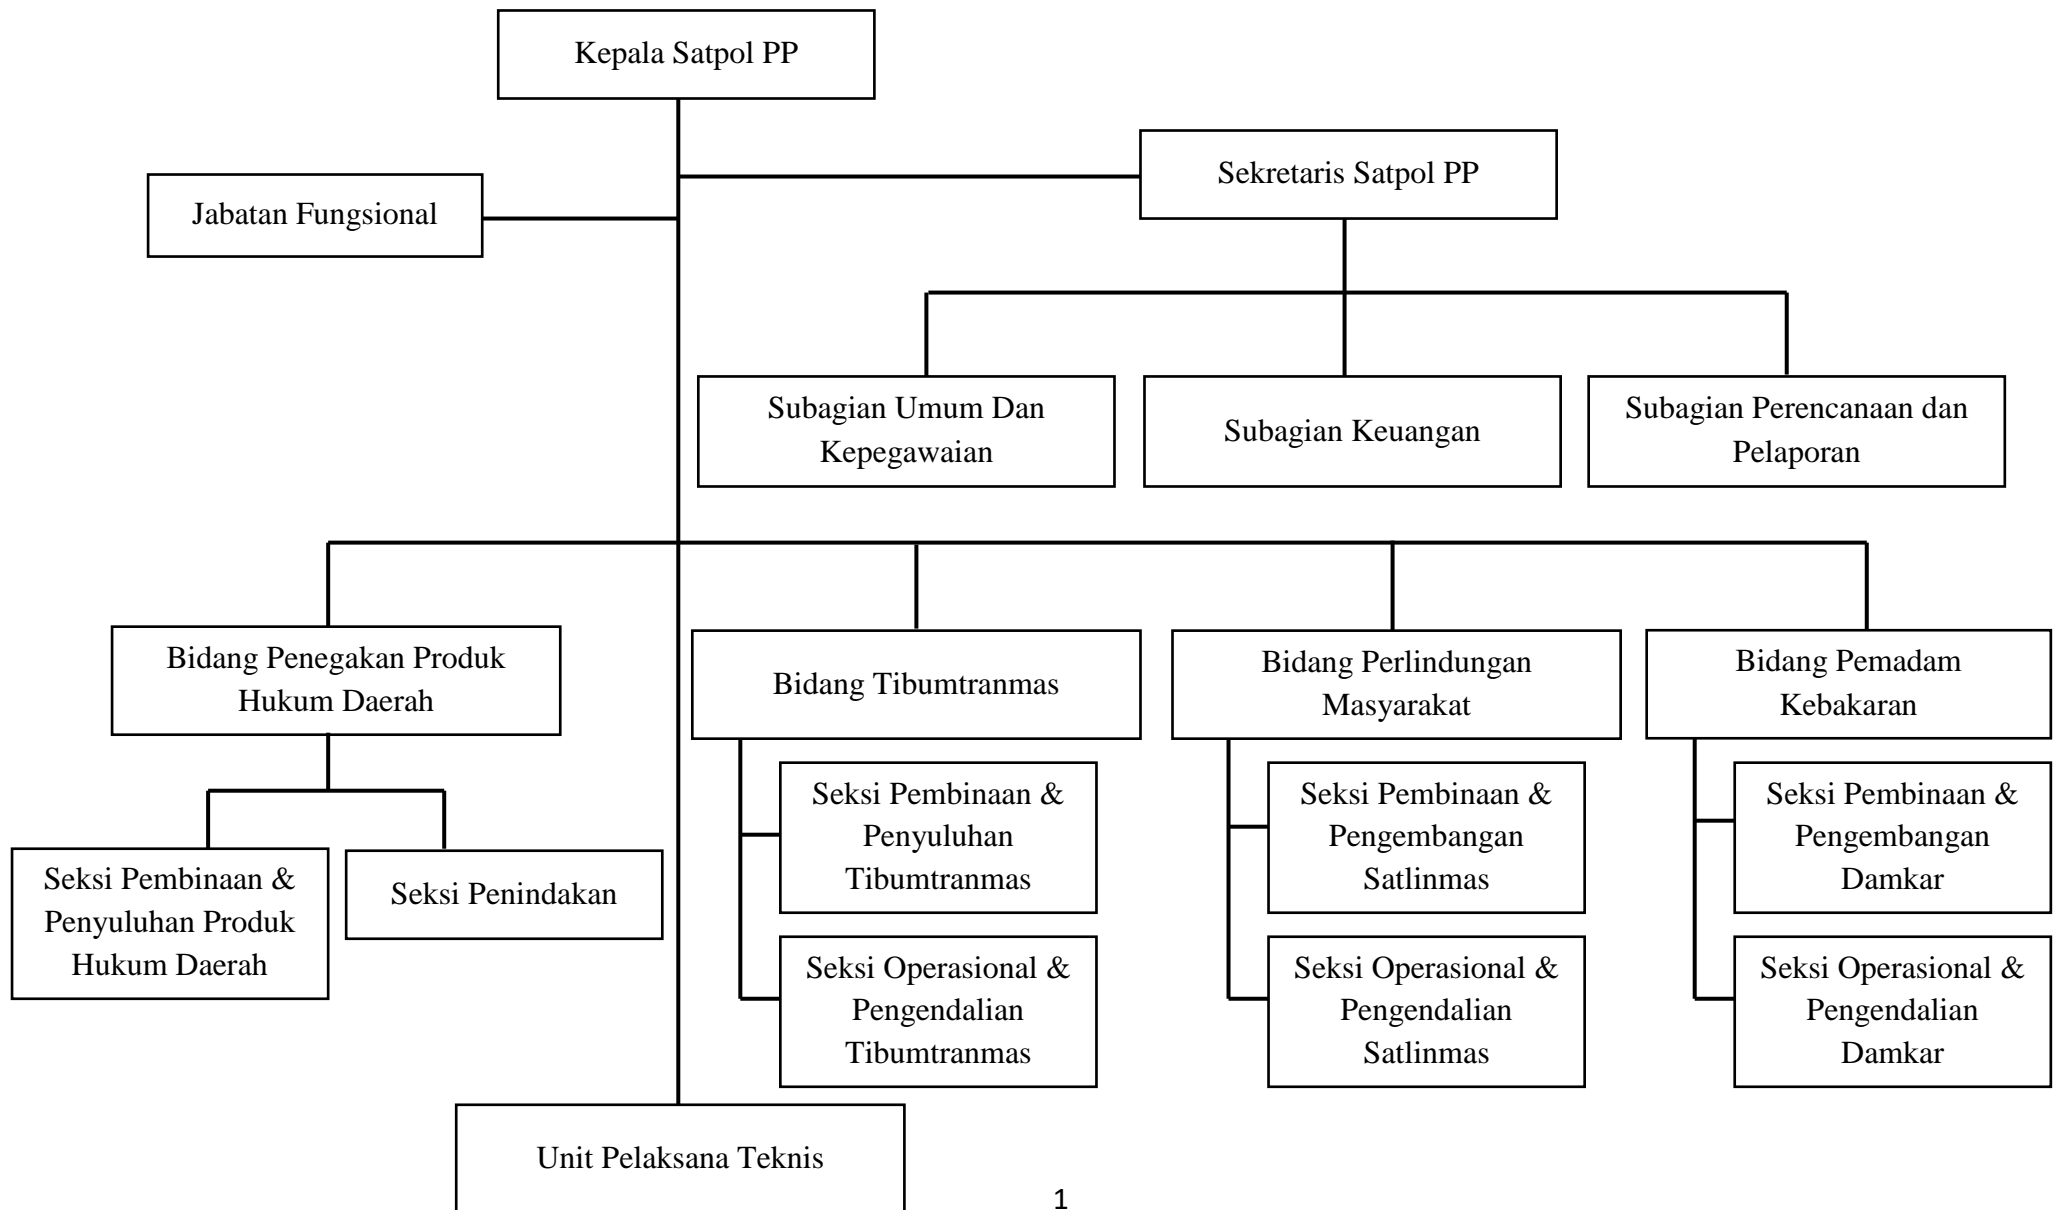 Kepala Satpol PP
Sekretaris Satpol PP
Jabatan Fungsional
Subagian Umum Dan
Kepegawaian
Subagian Keuangan
Subagian Perencanaan dan
Pelaporan
Bidang Penegakan Produk
Hukum Daerah
Bidang Tibumtranmas
Bidang Perlindungan
Masyarakat
Bidang Pemadam
Kebakaran
Seksi Pembinaan &
Penyuluhan Produk
Hukum Daerah
Seksi Penindakan
Seksi Pembinaan &
Penyuluhan
Tibumtranmas
Seksi Operasional &
Pengendalian
Tibumtranmas
Seksi Pembinaan &
Pengembangan
Satlinmas
Seksi Operasional &
Pengendalian
Satlinmas
Seksi Pembinaan &
Pengembangan
Damkar
Seksi Operasional &
Pengendalian
Damkar
Unit Pelaksana Teknis
1